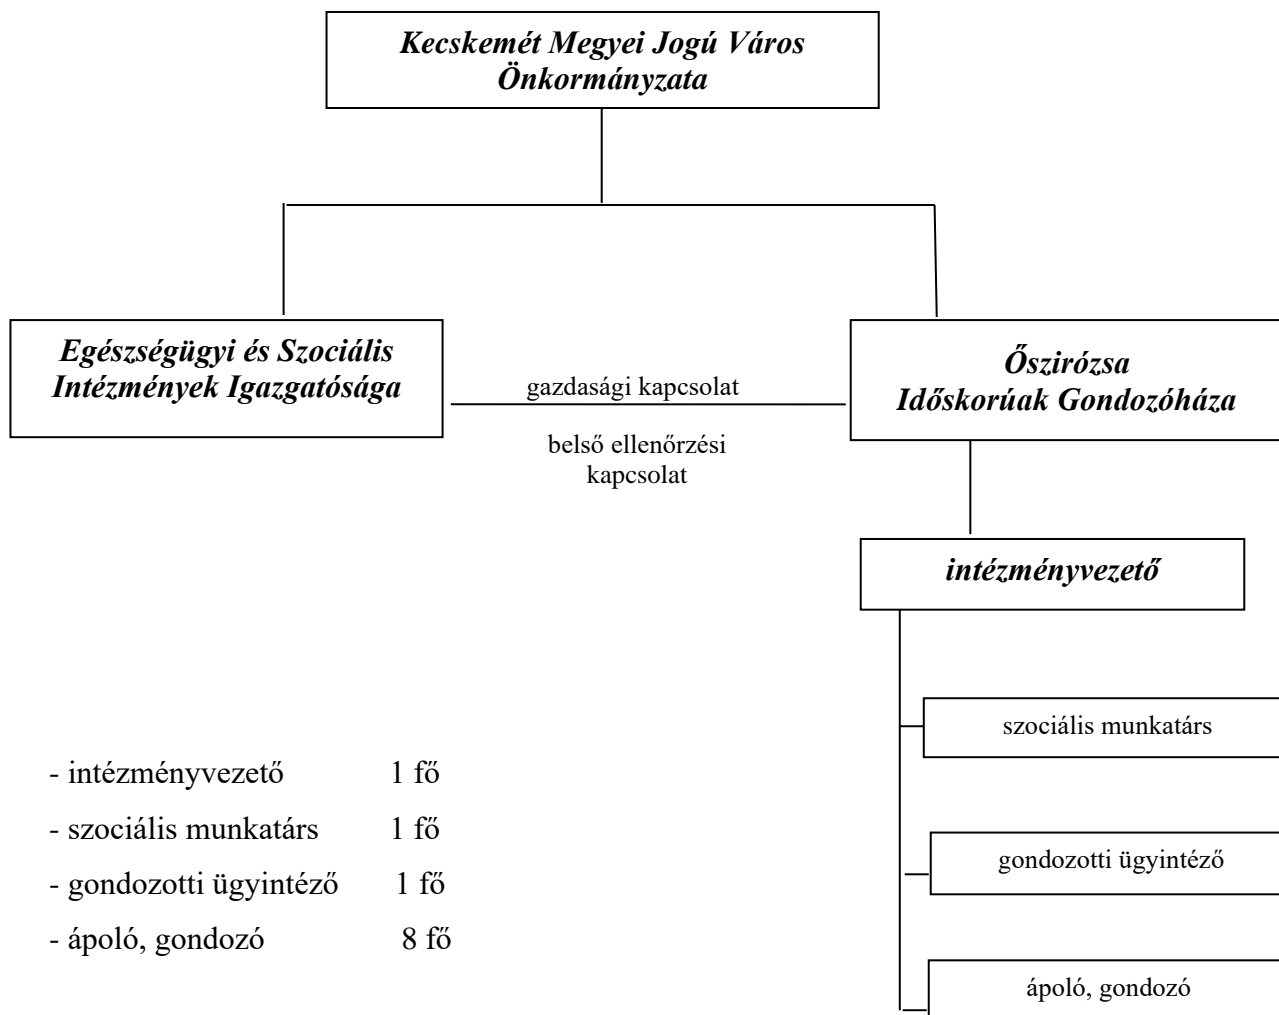 Kecskemét Megyei Jogú Város
Önkormányzata
Egészségügyi és Szociális
Intézmények Igazgatósága
gazdasági kapcsolat
belső ellenőrzési
kapcsolat
Őszirózsa
Időskorúak Gondozóháza
intézményvezető
szociális munkatárs
gondozotti ügyintéző
ápoló, gondozó
- intézményvezető 1 fő
- szociális munkatárs 1 fő
- gondozotti ügyintéző 1 fő
- ápoló, gondozó 8 fő